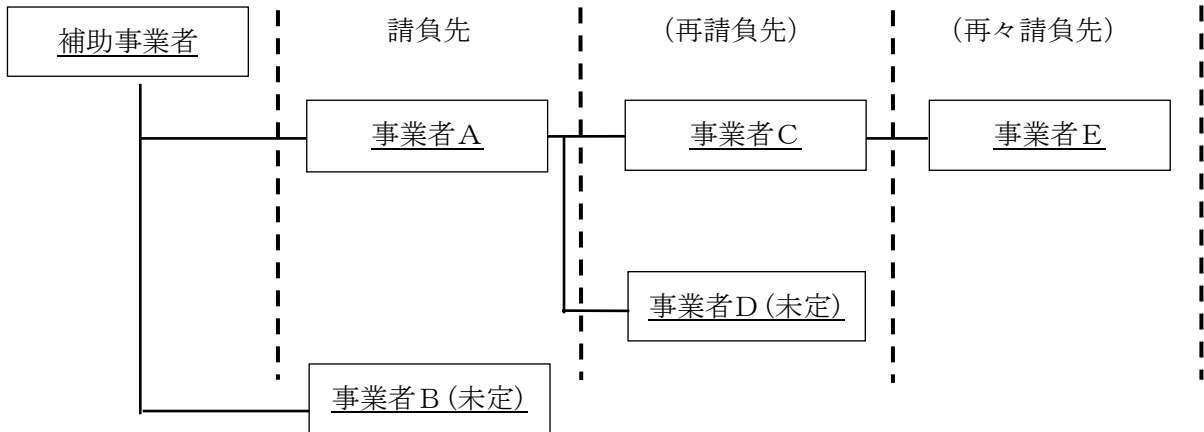 補助事業者
請負先
(再請負先)
(再々請負先)
事業者A
事業者C
事業者E
事業者D(未定)
事業者B(未定)